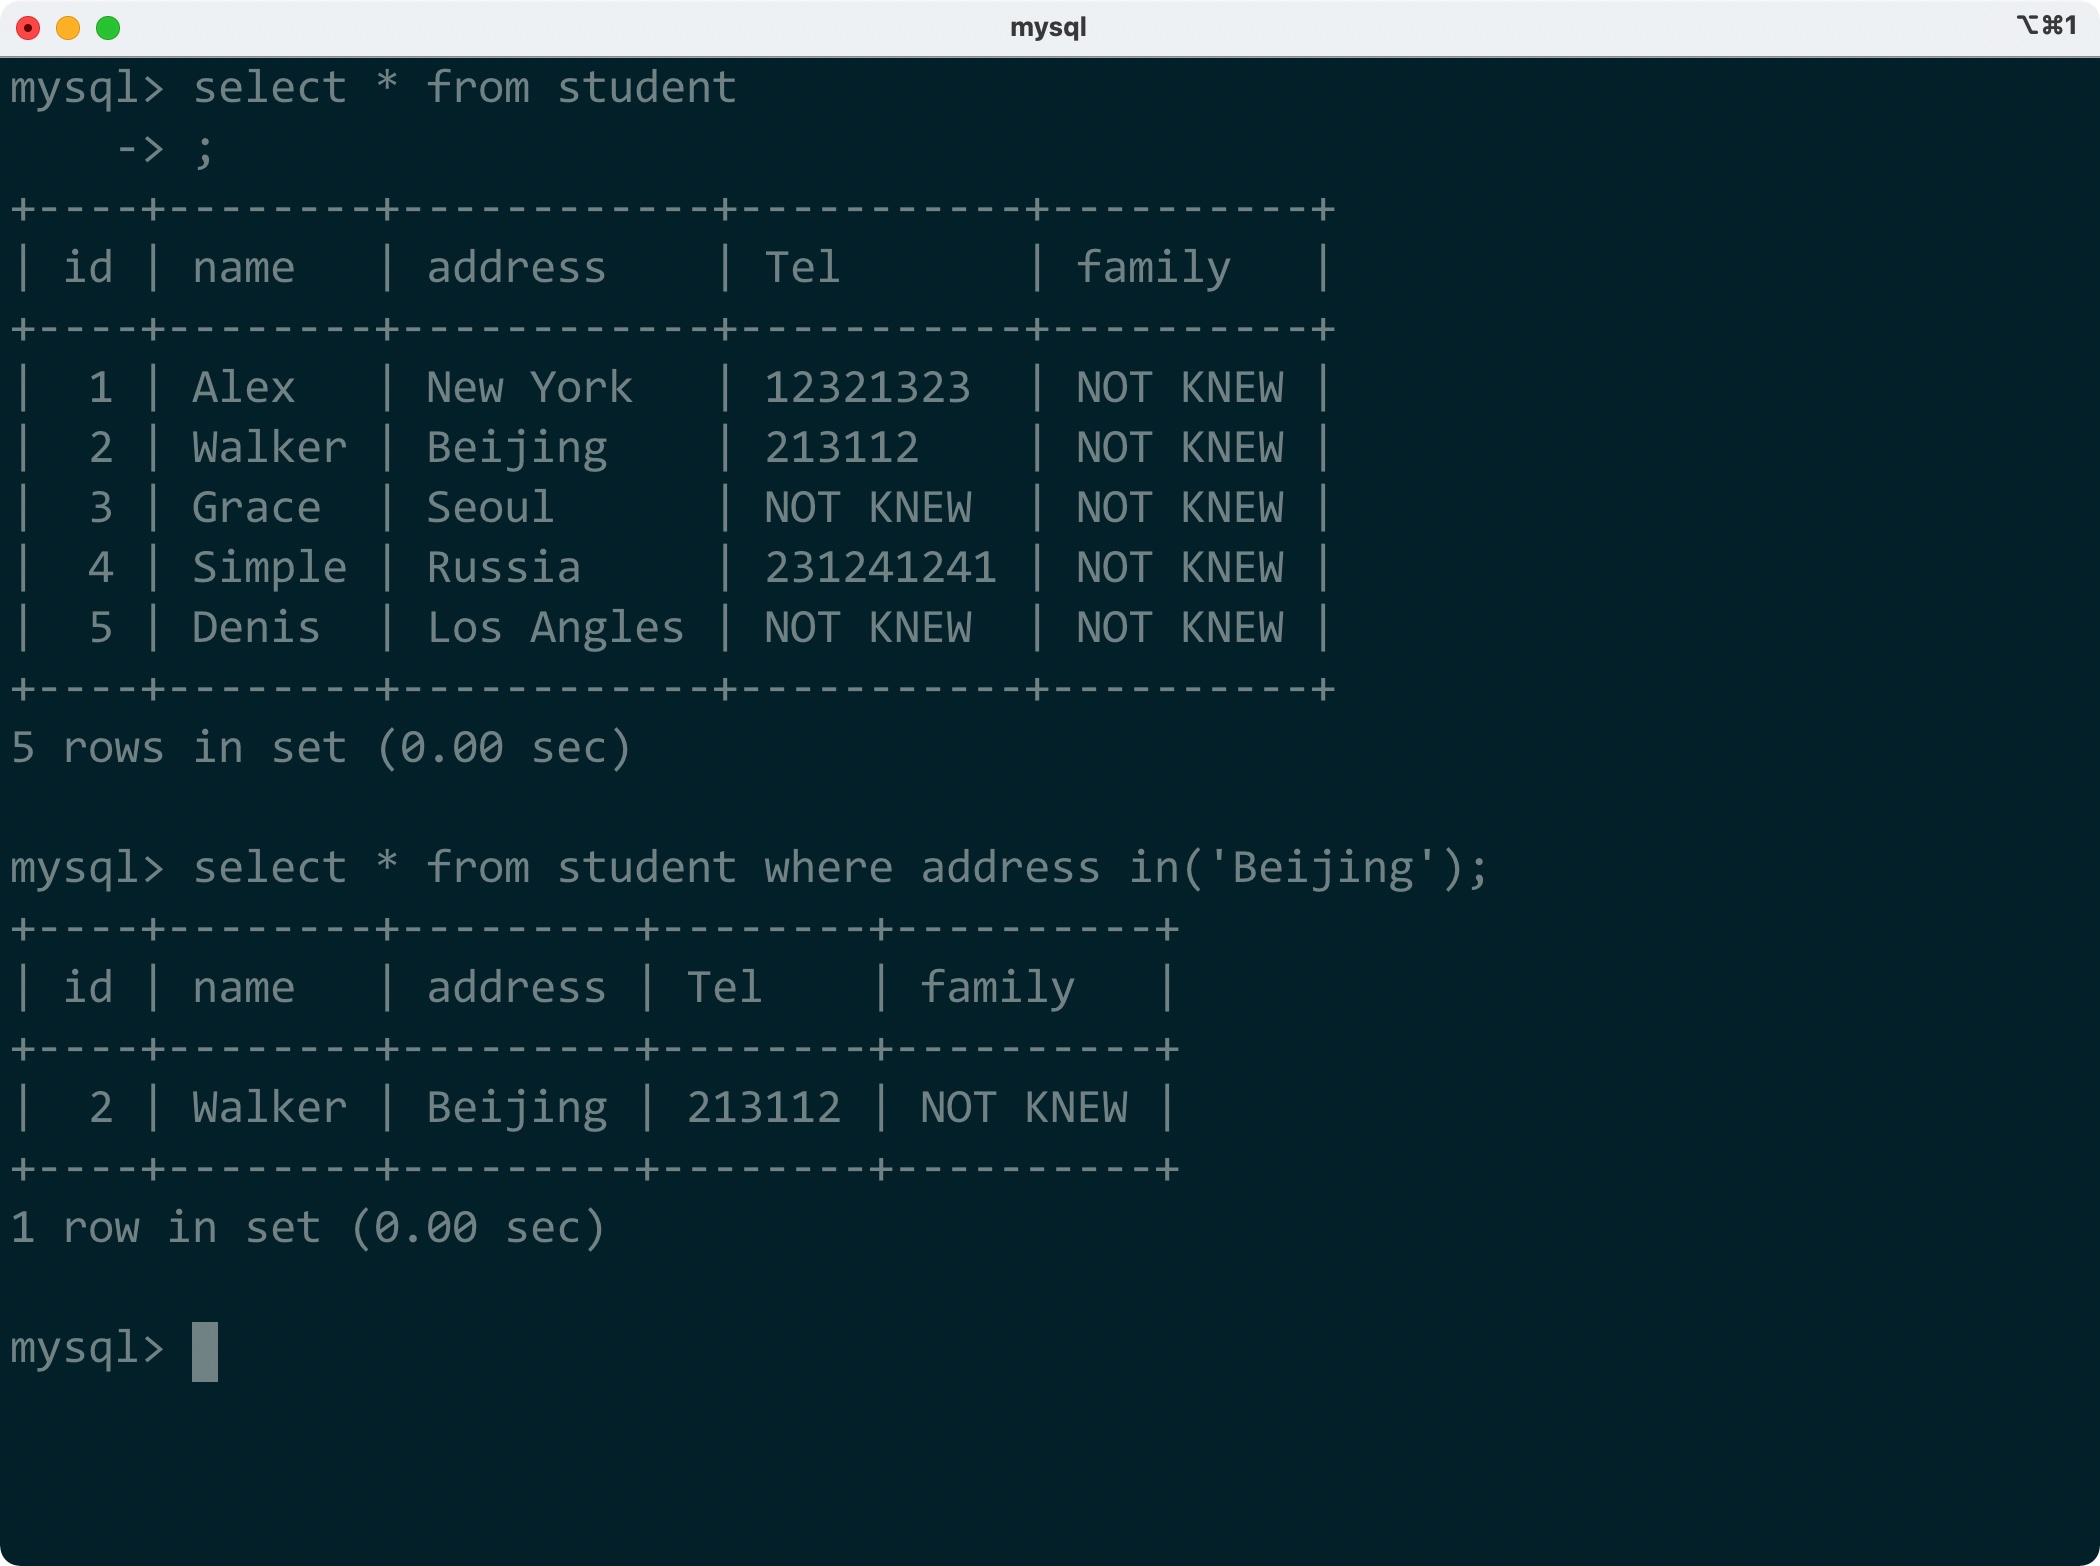 mysql
⌥⌘1
mysql> select * from student
    -> ;
+----+--------+------------+-----------+----------+
| id | name   | address    | Tel       | family   |
+----+--------+------------+-----------+----------+
|  1 | Alex   | New York   | 12321323  | NOT KNEW |
|  2 | Walker | Beijing    | 213112    | NOT KNEW |
|  3 | Grace  | Seoul      | NOT KNEW  | NOT KNEW |
|  4 | Simple | Russia     | 231241241 | NOT KNEW |
|  5 | Denis  | Los Angles | NOT KNEW  | NOT KNEW |
+----+--------+------------+-----------+----------+
5 rows in set (0.00 sec)

mysql> select * from student where address in('Beijing');
+----+--------+---------+--------+----------+
| id | name   | address | Tel    | family   |
+----+--------+---------+--------+----------+
|  2 | Walker | Beijing | 213112 | NOT KNEW |
+----+--------+---------+--------+----------+
1 row in set (0.00 sec)

mysql>